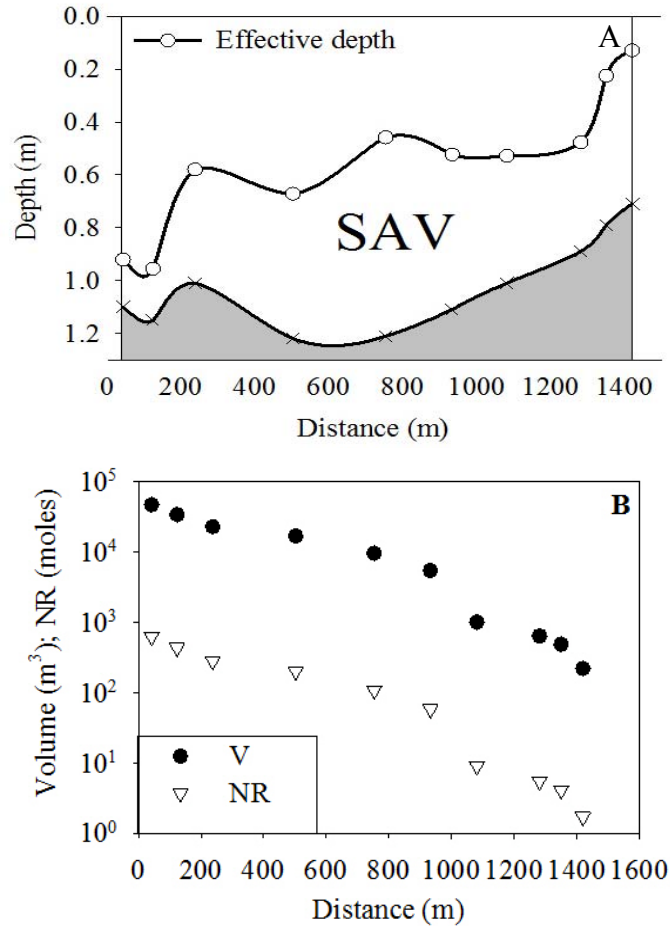 0.0
Effective depth
A
0.2
0.4
0.6
0.8
1.0
1.2
Depth (m)
SAV
0 200 400 600 800 1000 1200 1400
Distance (m)
10⁵
10⁴
10³
10²
10¹
10⁰
Volume (m³); NR (moles)
B
V
NR
0 200 400 600 800 1000 1200 1400 1600
Distance (m)